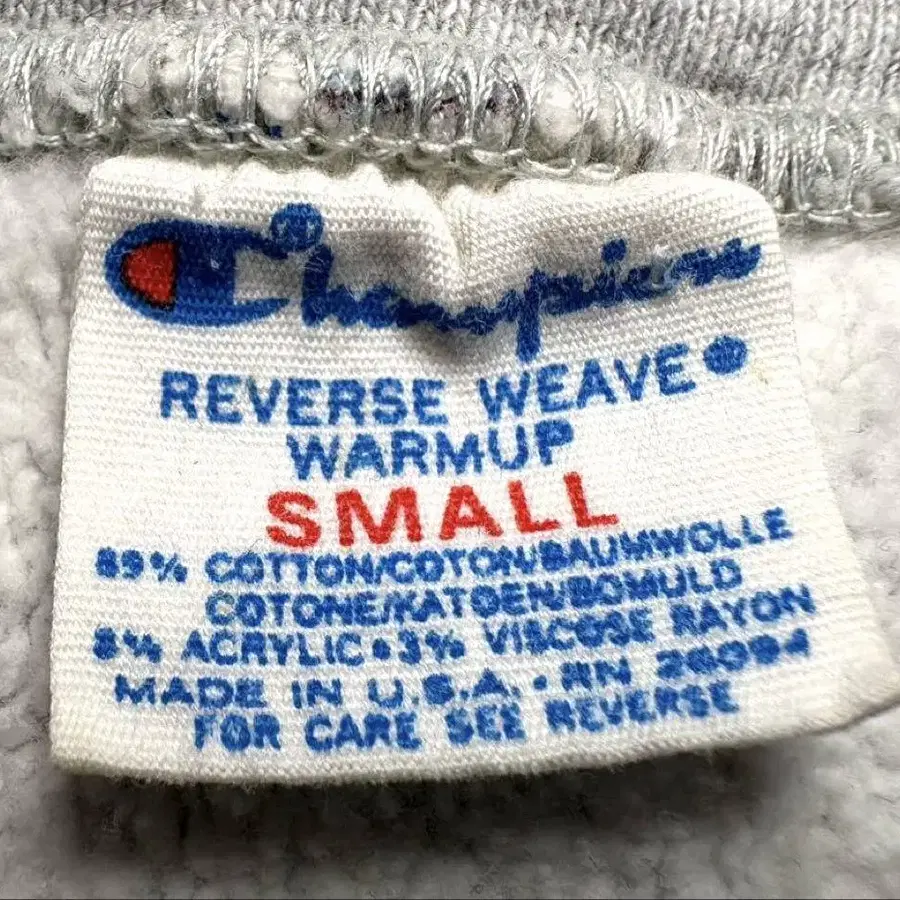 Champion
REVERSE WEAVE
WARMUP
SMALL
89% COTTON/COTON/BAUMWOLLE
COTONE/KATOEN/BOMULD
8% ACRYLIC•3% VISCOSE RAYON
MADE IN U.S.A. • RN 26094
FOR CARE SEE REVERSE